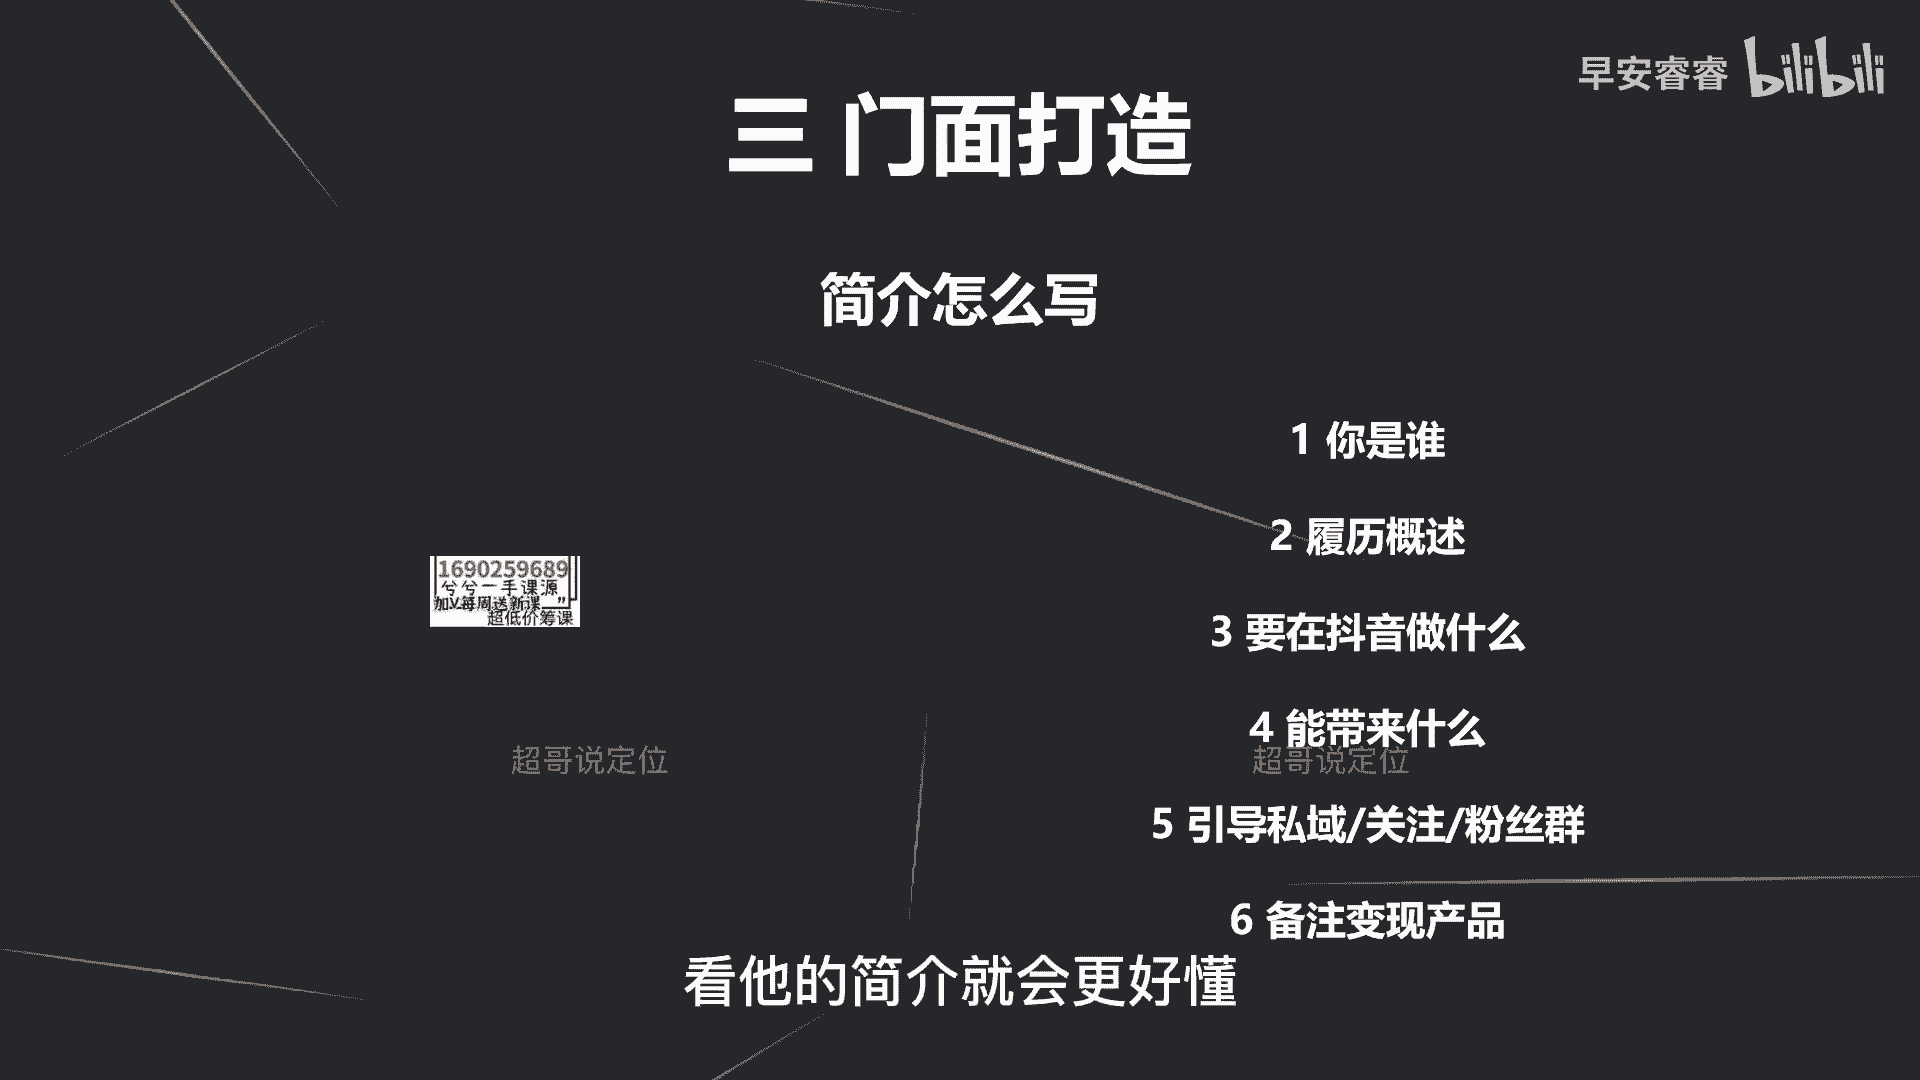 早安睿睿 bilibili
三 门面打造
简介怎么写
1 你是谁
2 履历概述
3 要在抖音做什么
4 能带来什么
5 引导私域/关注/粉丝群
6 备注变现产品
1690259689
兮兮一手课源
加V每周送新课
超低价筹课
超哥说定位
超哥说定位
看他的简介就会更好懂